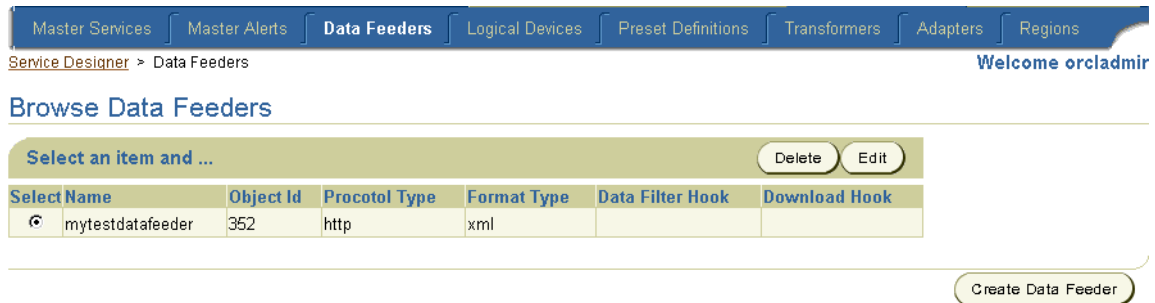 Master Services Master Alerts Data Feeders Logical Devices Preset Definitions Transformers Adapters Regions
Service Designer > Data Feeders Welcome orcladmin
Browse Data Feeders
Select an item and ... Delete Edit
Select Name Object Id Procotol Type Format Type Data Filter Hook Download Hook
mytestdatafeeder 352 http xml
Create Data Feeder